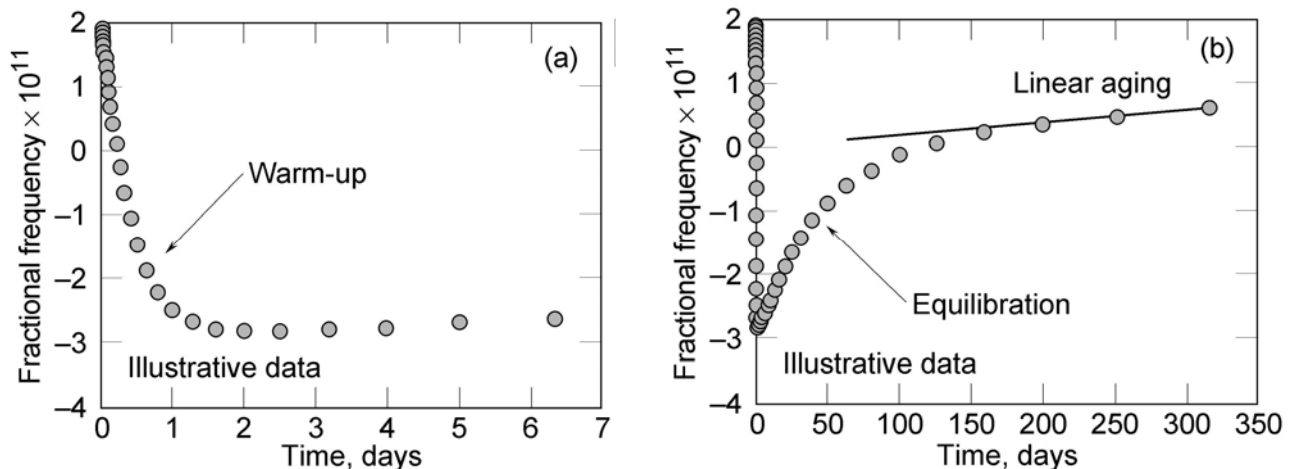 2
1
0
–1
–2
–3
–4
Fractional frequency × 10¹¹
(a)
Warm-up
Illustrative data
0 1 2 3 4 5 6 7
Time, days
2
1
0
–1
–2
–3
–4
Fractional frequency × 10¹¹
(b)
Linear aging
Equilibration
Illustrative data
0 50 100 150 200 250 300 350
Time, days